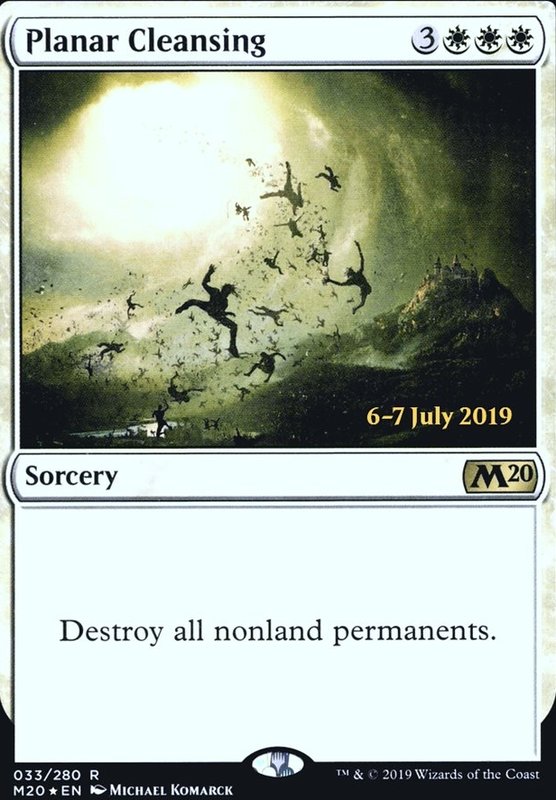 Planar Cleansing 3
6–7 July 2019
Sorcery M20
Destroy all nonland permanents.
033/280 R
M20★EN Michael Komarck
™ & © 2019 Wizards of the Coast